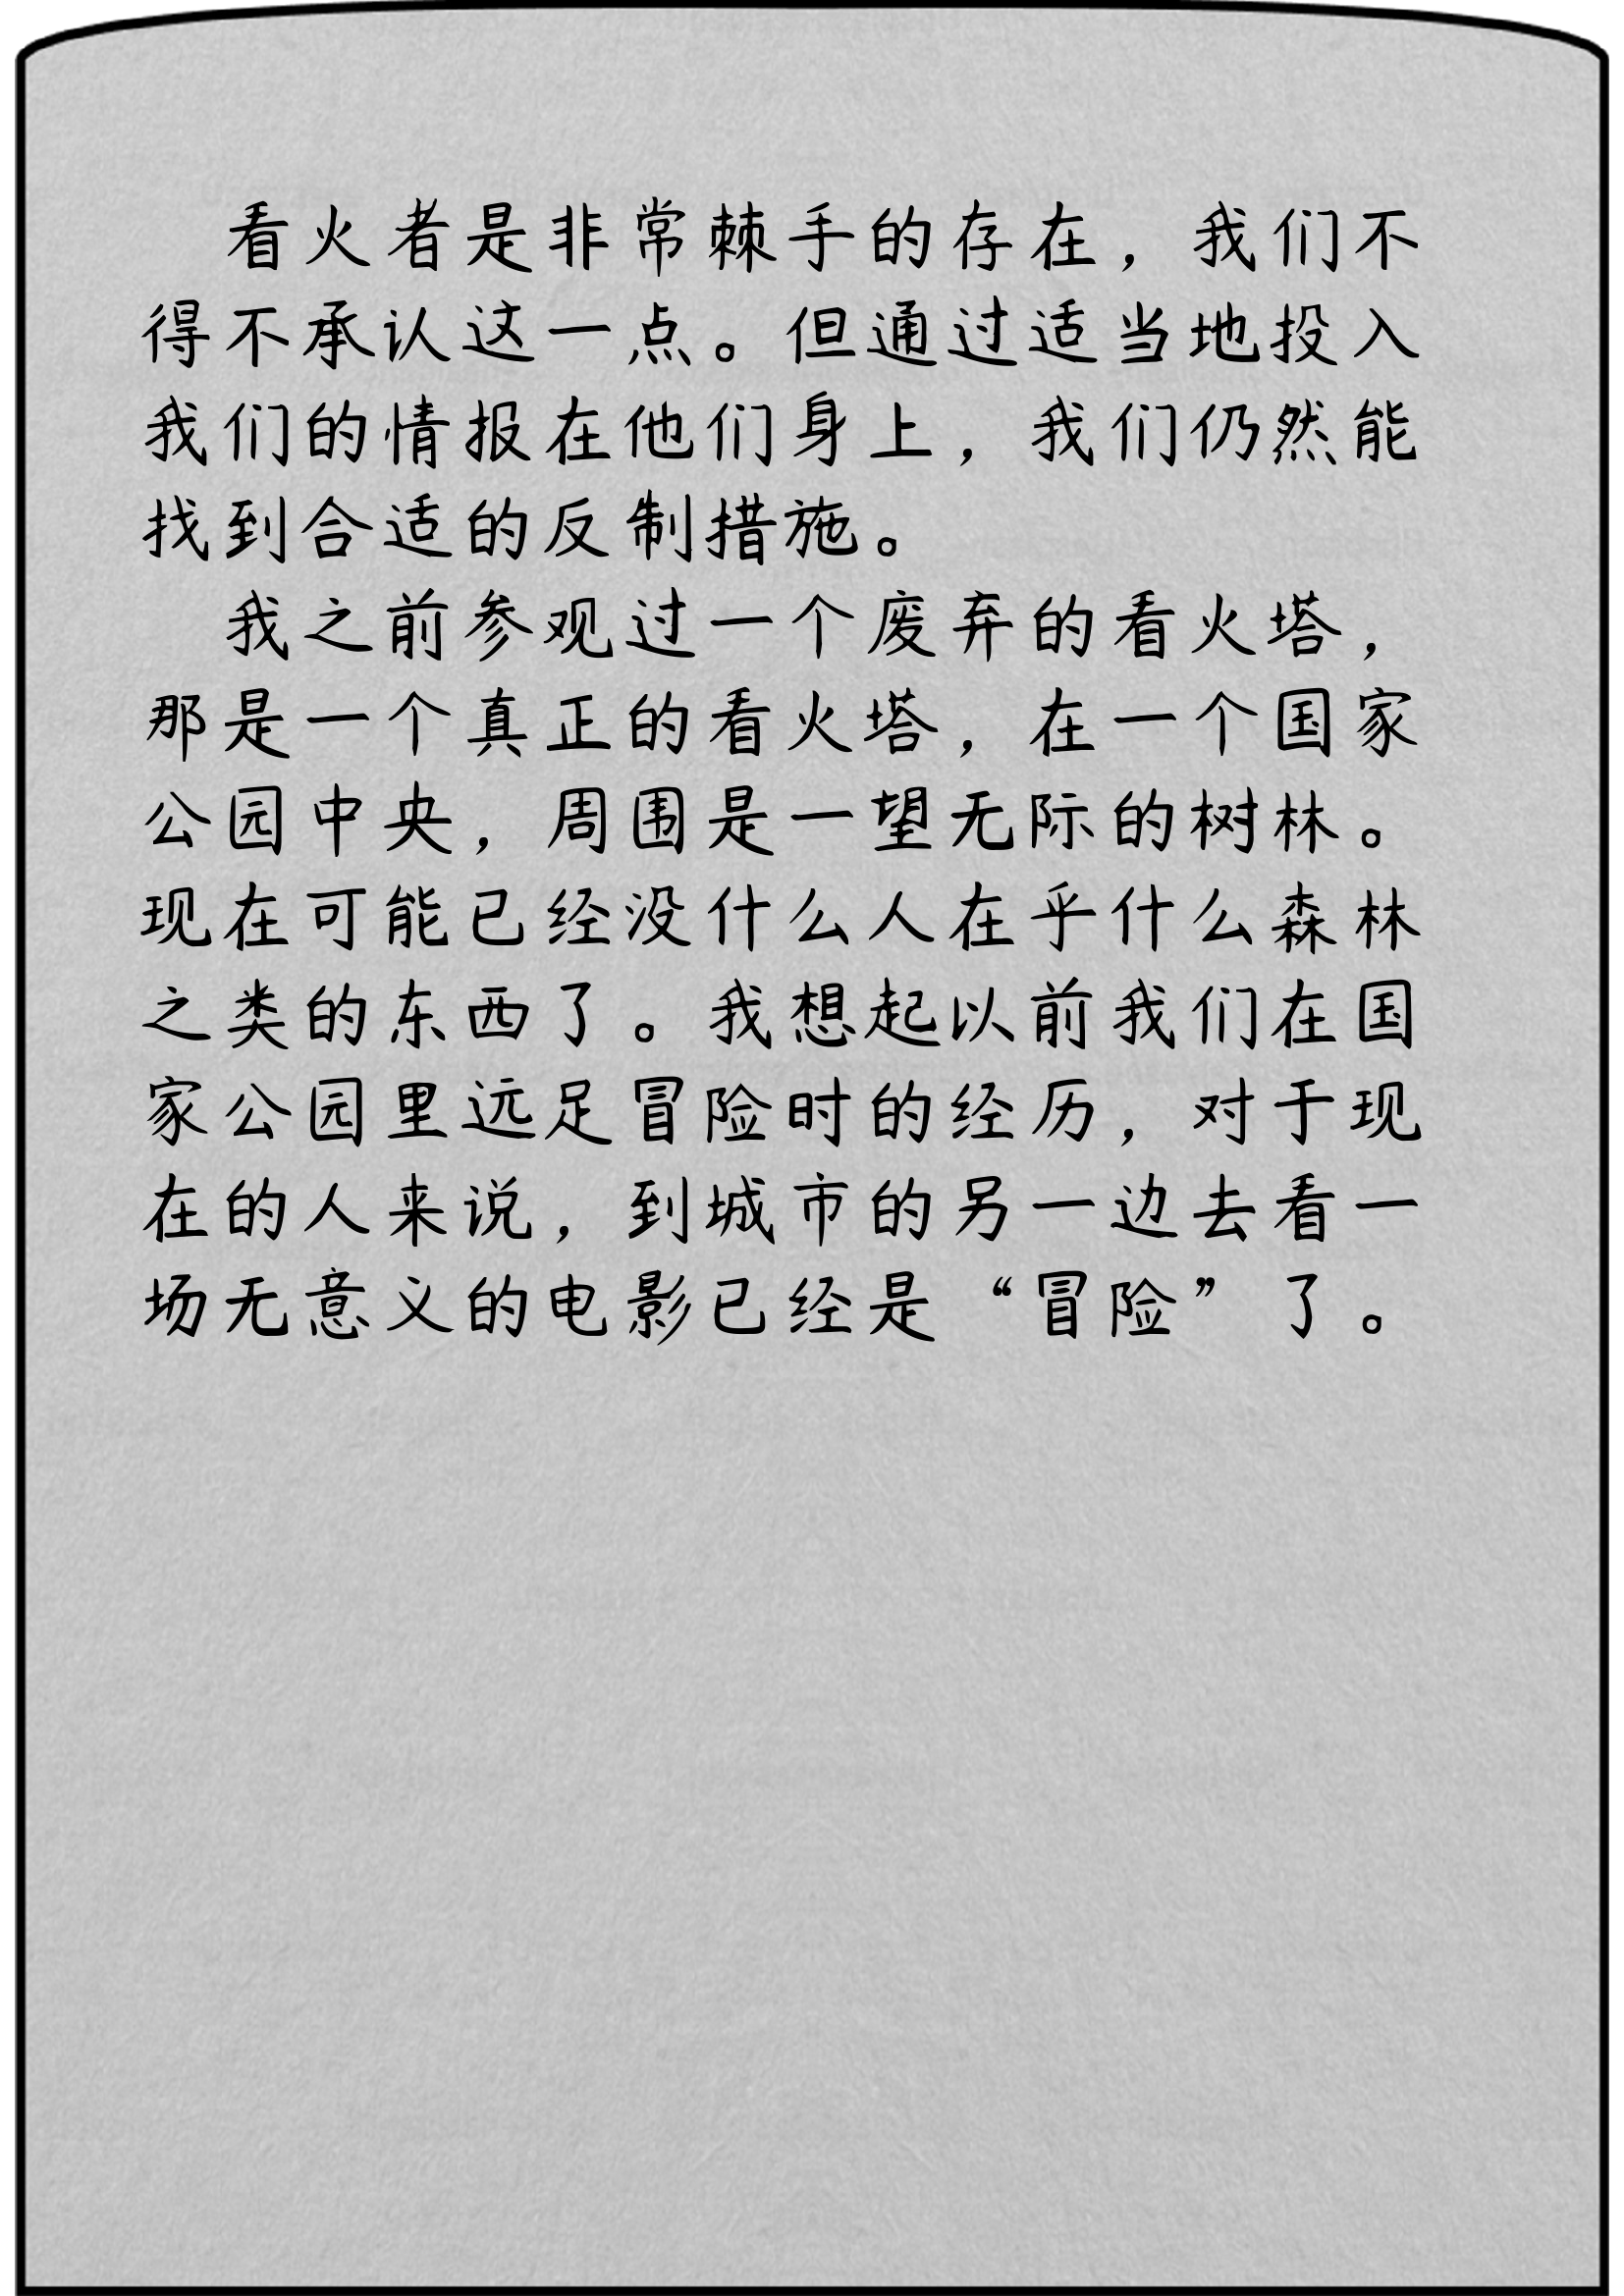 看火者是非常棘手的存在，我们不
得不承认这一点。但通过适当地投入
我们的情报在他们身上，我们仍然能
找到合适的反制措施。
我之前参观过一个废弃的看火塔，
那是一个真正的看火塔，在一个国家
公园中央，周围是一望无际的树林。
现在可能已经没什么人在乎什么森林
之类的东西了。我想起以前我们在国
家公园里远足冒险时的经历，对于现
在的人来说，到城市的另一边去看一
场无意义的电影已经是“冒险”了。